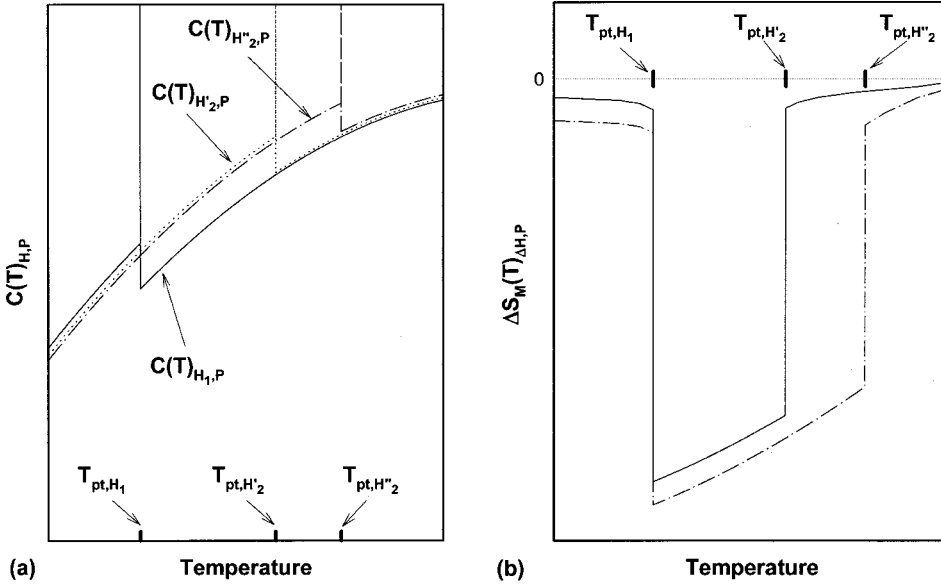 C(T)H"2,P
C(T)H'2,P
C(T)H1,P
Tpt,H1
Tpt,H'2
Tpt,H"2
C(T)H,P
(a)
Temperature
Tpt,H1
Tpt,H'2
Tpt,H"2
0
ΔSM(T)ΔH,P
(b)
Temperature